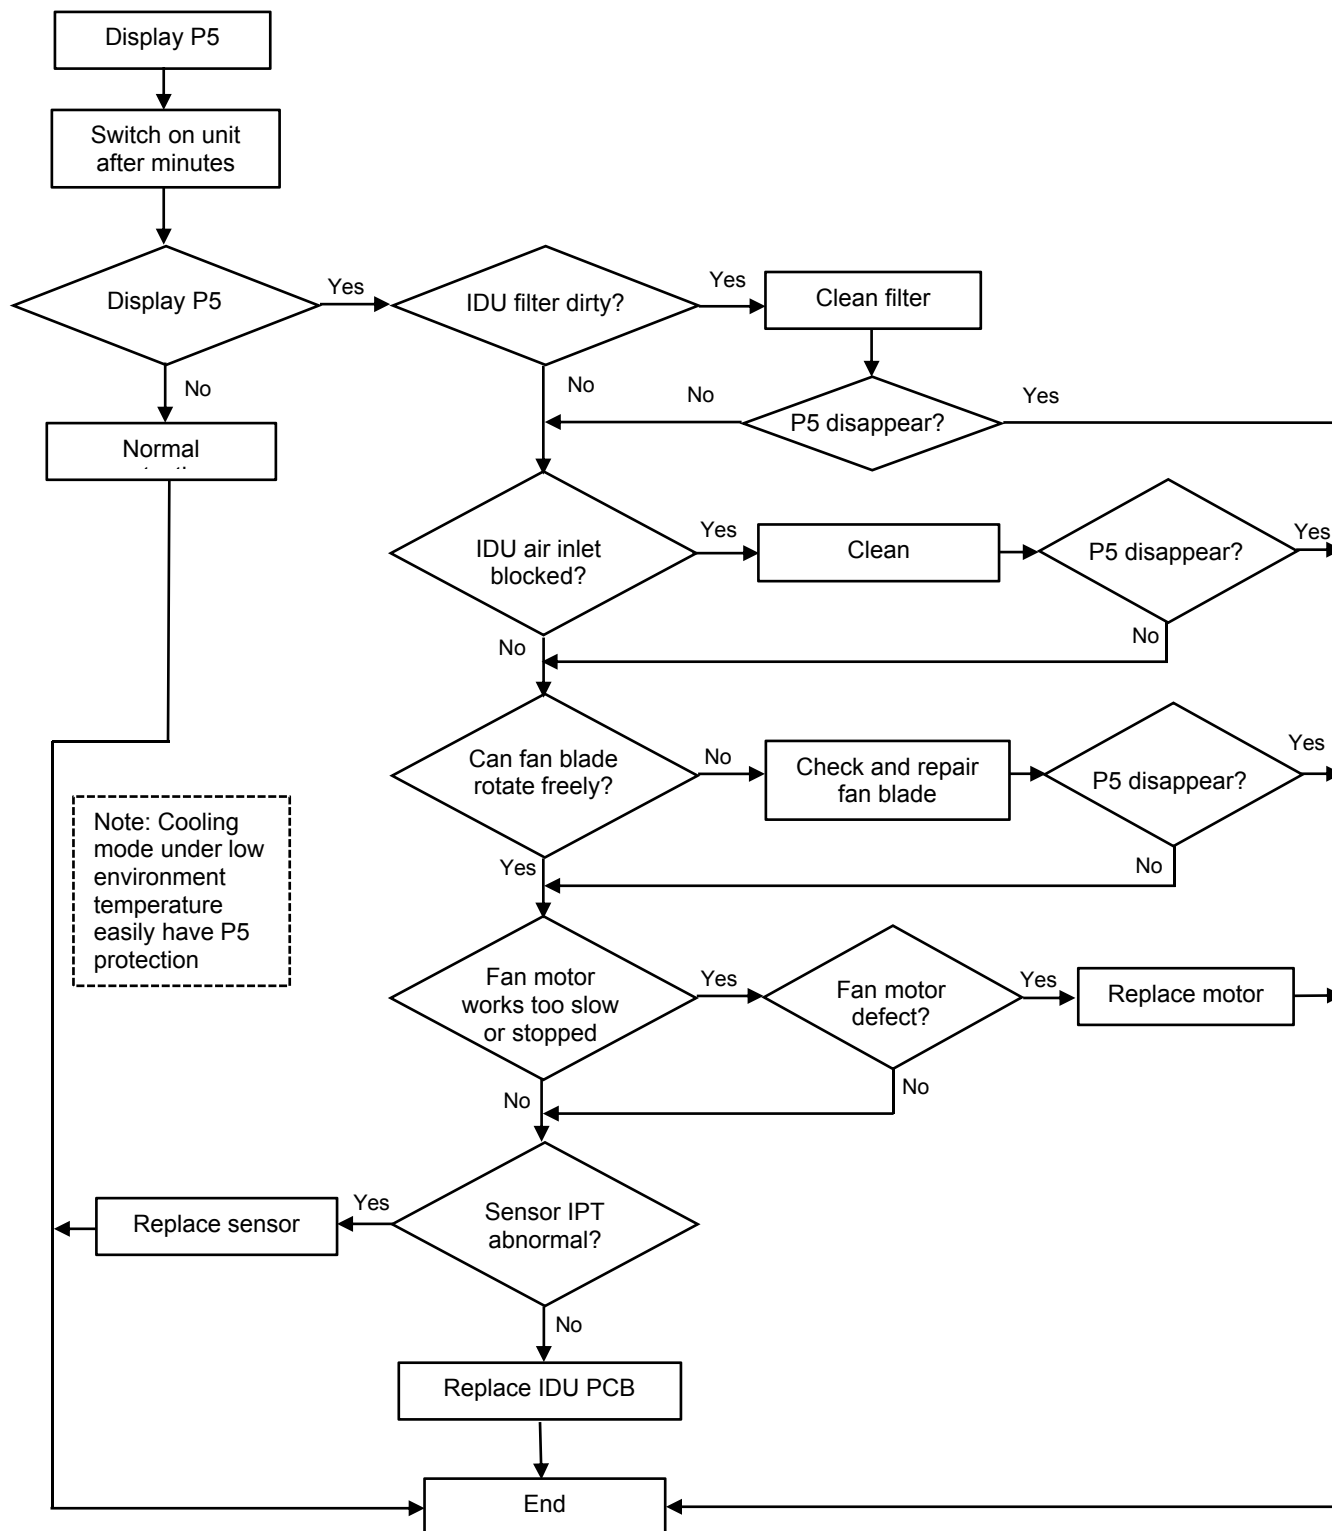 Display P5
Switch on unit
after minutes
Display P5
Yes
IDU filter dirty?
Yes
Clean filter
No
No
No
P5 disappear?
Yes
Normal
IDU air inlet
blocked?
Yes
Clean
P5 disappear?
Yes
No
No
Can fan blade
rotate freely?
No
Check and repair
fan blade
P5 disappear?
Yes
Yes
No
Note: Cooling
mode under low
environment
temperature
easily have P5
protection
Fan motor
works too slow
or stopped
Yes
Fan motor
defect?
Yes
Replace motor
No
No
Replace sensor
Yes
Sensor IPT
abnormal?
No
Replace IDU PCB
End